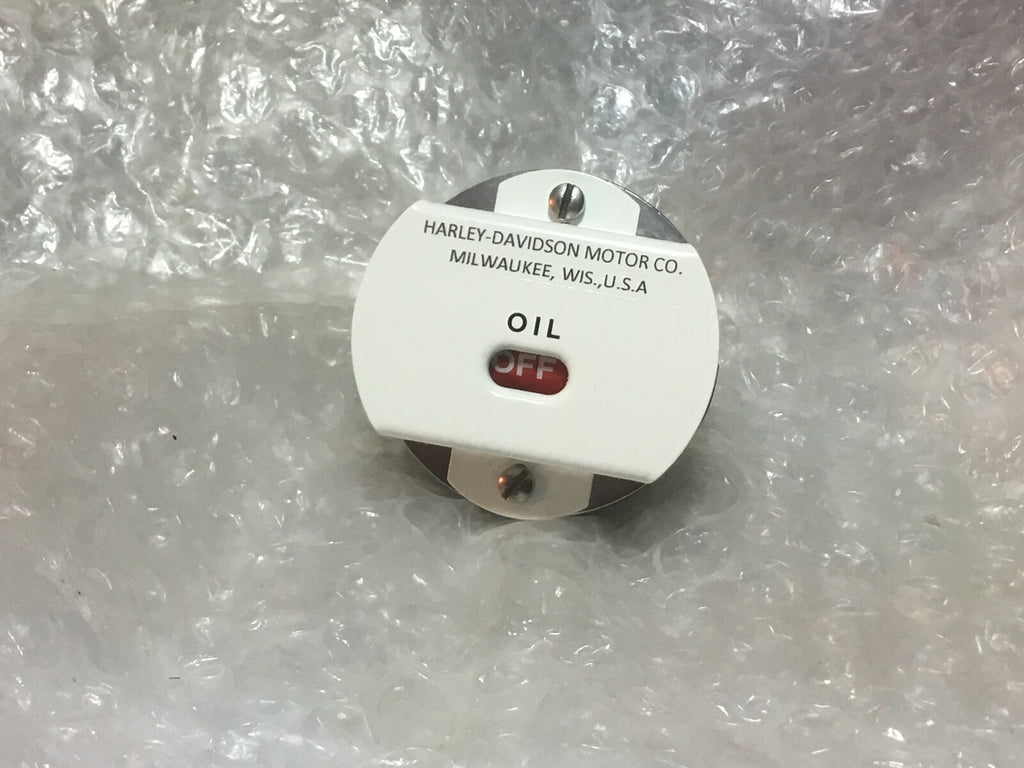 HARLEY-DAVIDSON MOTOR CO.
MILWAUKEE, WIS.,U.S.A
OIL
OFF